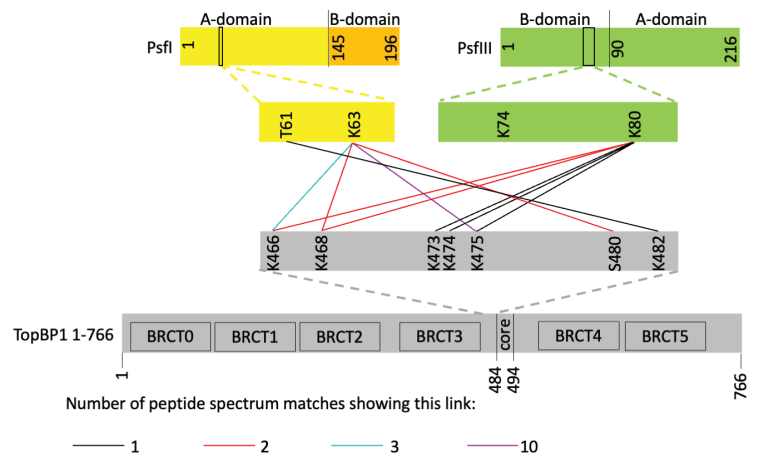 A-domain B-domain B-domain A-domain
PsfI 1 145 196 PsfIII 1 90 216
T61 K63 K74 K80
K466 K468 K473 K474 K475 S480 K482
TopBP1 1-766 BRCT0 BRCT1 BRCT2 BRCT3 core BRCT4 BRCT5
1 484 494 766
Number of peptide spectrum matches showing this link:
1 2 3 10